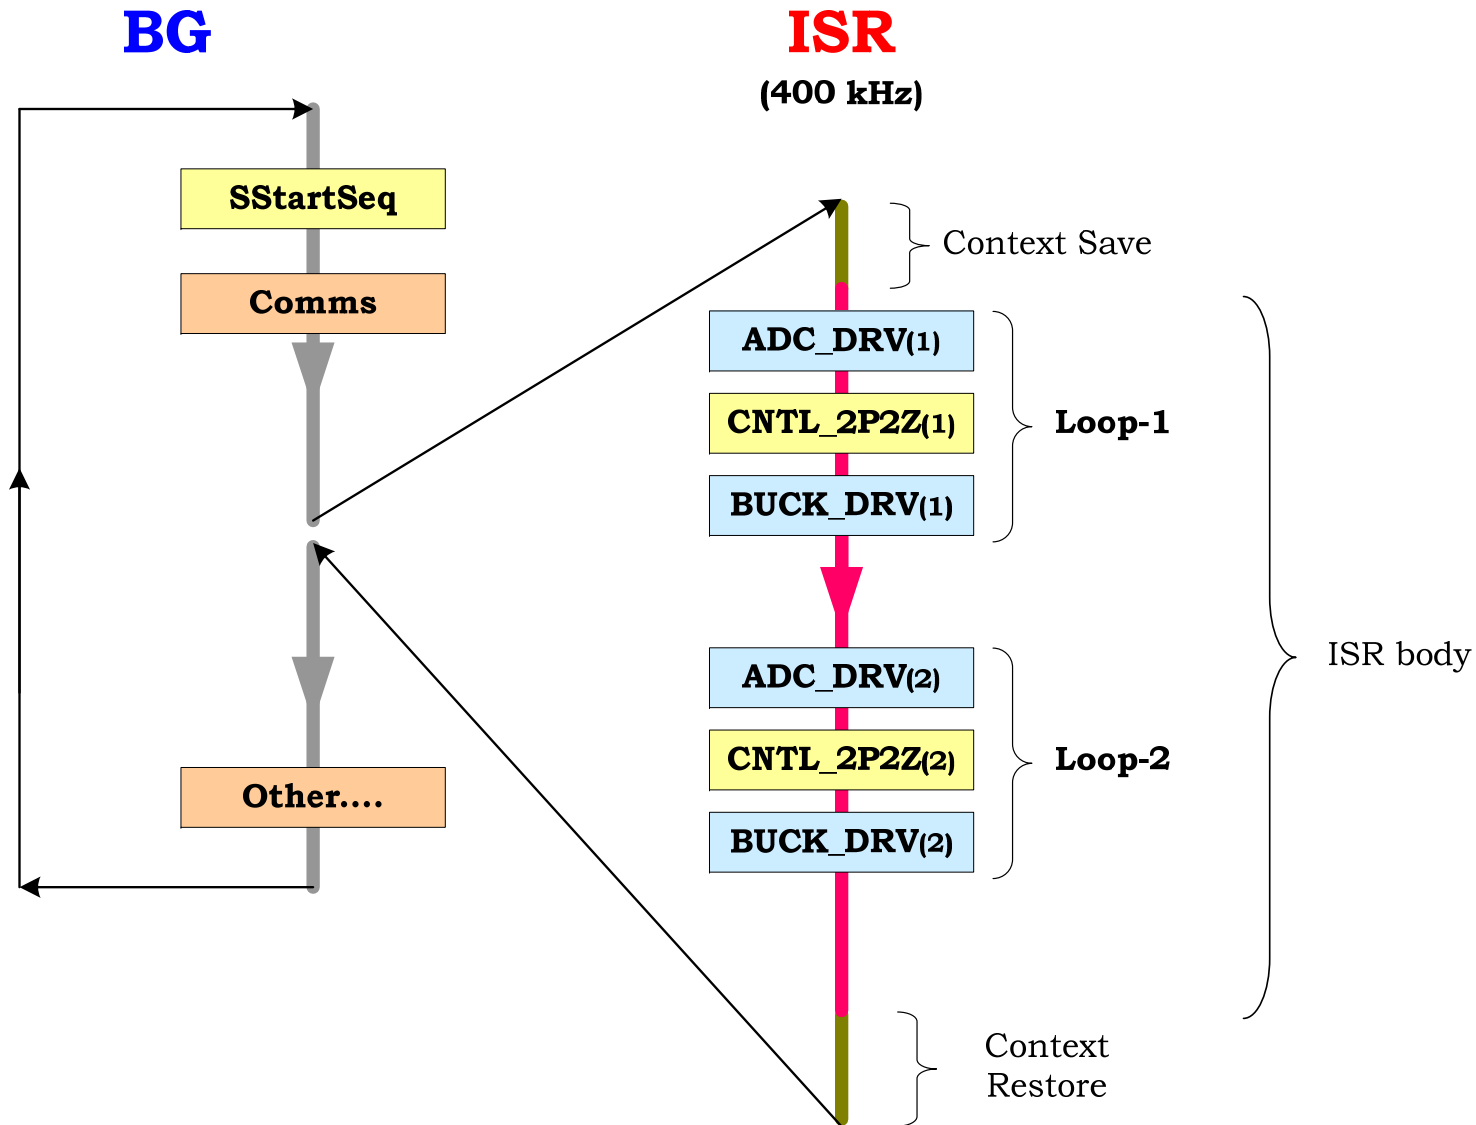 BG
ISR
(400 kHz)
SStartSeq
Comms
Other....
Context Save
ADC_DRV(1)
CNTL_2P2Z(1)
BUCK_DRV(1)
Loop-1
ADC_DRV(2)
CNTL_2P2Z(2)
BUCK_DRV(2)
Loop-2
ISR body
Context
Restore